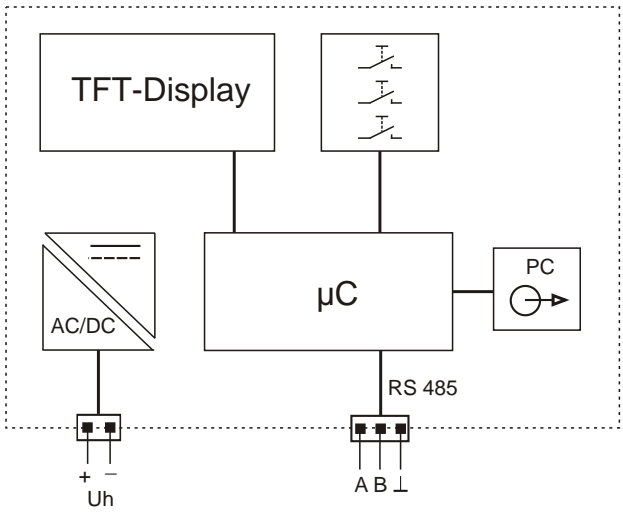 TFT-Display
AC/DC
µC
PC
RS 485
+ –
Uh
A B ⊥